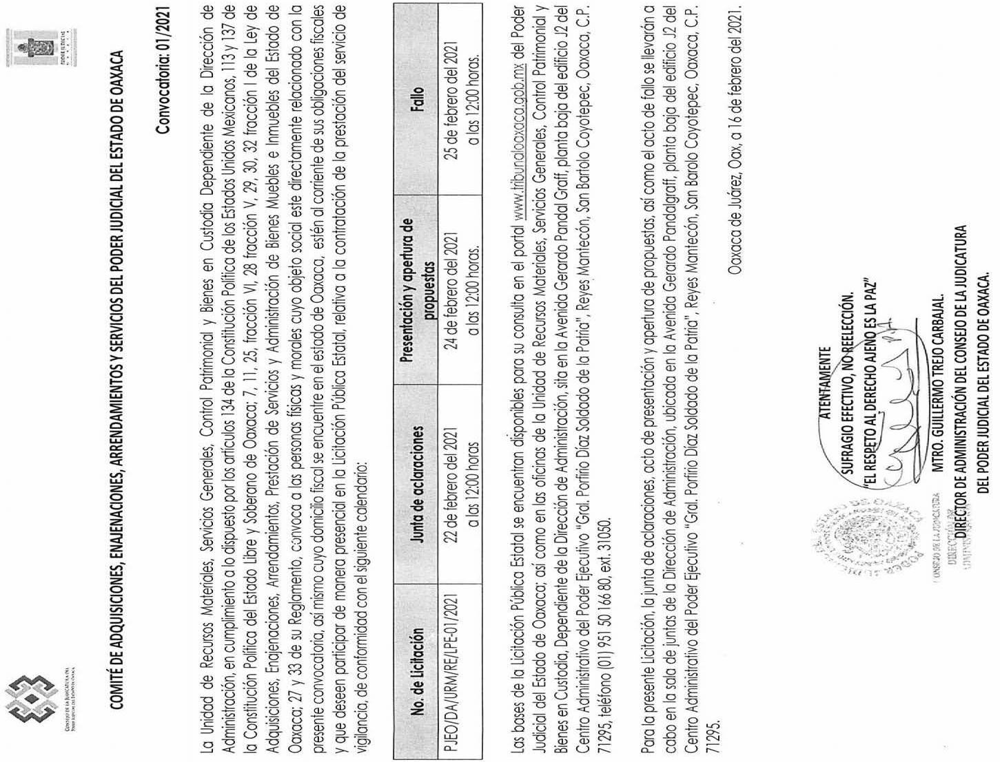 CONSEJO DE LA JUDICATURA DEL
PODER JUDICIAL DEL ESTADO DE OAXACA
PODER JUDICIAL
COMITÉ DE ADQUISICIONES, ENAJENACIONES, ARRENDAMIENTOS Y SERVICIOS DEL PODER JUDICIAL DEL ESTADO DE OAXACA
Convocatoria: 01/2021
La Unidad de Recursos Materiales, Servicios Generales, Control Patrimonial y Bienes en Custodia Dependiente de la Dirección de
Administración, en cumplimiento a lo dispuesto por los artículos 134 de la Constitución Política de los Estados Unidos Mexicanos, 113 y 137 de
la Constitución Política del Estado Libre y Soberano de Oaxaca; 7, 11, 25, fracción VI, 28 fracción V, 29, 30, 32 fracción I de la Ley de
Adquisiciones, Enajenaciones, Arrendamientos, Prestación de Servicios y Administración de Bienes Muebles e Inmuebles del Estado de
Oaxaca; 27 y 33 de su Reglamento, convoca a las personas físicas y morales cuyo objeto social este directamente relacionado con la
presente convocatoria, así mismo cuyo domicilio fiscal se encuentre en el estado de Oaxaca, estén al corriente de sus obligaciones fiscales
y que deseen participar de manera presencial en la Licitación Pública Estatal, relativa a la contratación de la prestación del servicio de
vigilancia, de conformidad con el siguiente calendario:
No. de Licitación
Junta de aclaraciones
Presentación y apertura de
propuestas
Fallo
PJEO/DA/URM/RE/LPE-01/2021
22 de febrero del 2021
a las 12:00 horas
24 de febrero del 2021
a las 12:00 horas.
25 de febrero del 2021
a las 12:00 horas.
Las bases de la Licitación Pública Estatal se encuentran disponibles para su consulta en el portal www.tribunaloaxaca.gob.mx del Poder
Judicial del Estado de Oaxaca; así como en las oficinas de la Unidad de Recursos Materiales, Servicios Generales, Control Patrimonial y
Bienes en Custodia, Dependiente de la Dirección de Administración, sita en la Avenida Gerardo Pandal Graff, planta baja del edificio J2 del
Centro Administrativo del Poder Ejecutivo "Gral. Porfirio Díaz Soldado de la Patria", Reyes Mantecón, San Bartolo Coyotepec, Oaxaca, C.P.
71295, teléfono (01) 951 50 166 80, ext. 31050.
Para la presente Licitación, la junta de aclaraciones, acto de presentación y apertura de propuestas, así como el acto de fallo se llevarán a
cabo en la sala de juntas de la Dirección de Administración, ubicada en la Avenida Gerardo Pandalgraff, planta baja del edificio J2 del
Centro Administrativo del Poder Ejecutivo "Gral. Porfirio Díaz Soldado de la Patria", Reyes Mantecón, San Barolo Coyotepec, Oaxaca, C.P.
71295.
Oaxaca de Juárez, Oax, a 16 de febrero del 2021.
ATENTAMENTE
SUFRAGIO EFECTIVO, NO REELECCIÓN.
"EL RESPETO AL DERECHO AJENO ES LA PAZ"
MTRO. GUILLERMO TREJO CARBAJAL.
DIRECTOR DE ADMINISTRACIÓN DEL CONSEJO DE LA JUDICATURA
DEL PODER JUDICIAL DEL ESTADO DE OAXACA.
CONSEJO DE LA JUDICATURA
DIRECCIÓN DE